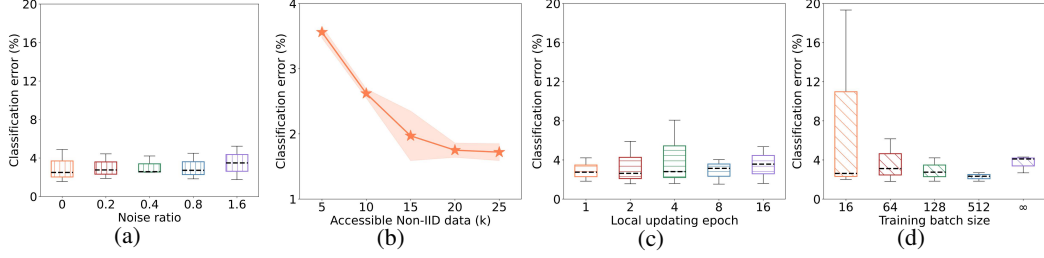 Classification error (%)
20
16
12
8
4
0
0 0.2 0.4 0.8 1.6
Noise ratio
(a)
Classification error (%)
4
3
2
1
5 10 15 20 25
Accessible Non-IID data (k)
(b)
Classification error (%)
20
16
12
8
4
0
1 2 4 8 16
Local updating epoch
(c)
Classification error (%)
20
16
12
8
4
0
16 64 128 512 ∞
Training batch size
(d)